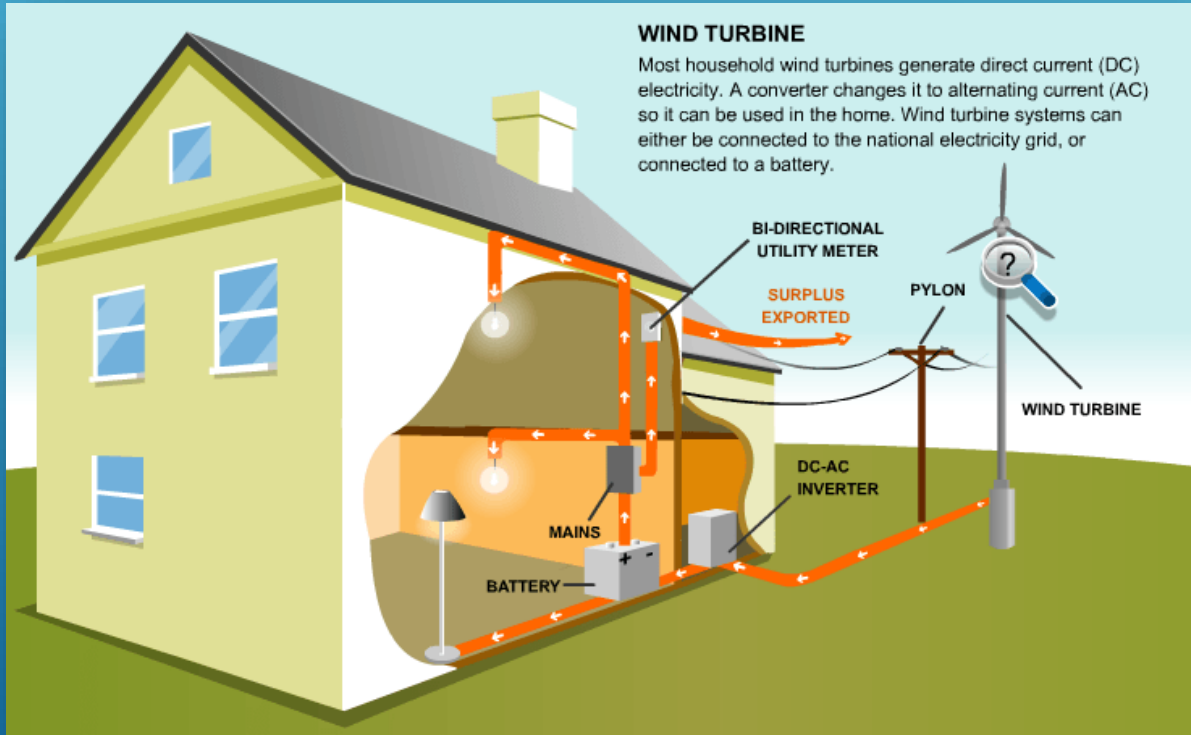 WIND TURBINE
Most household wind turbines generate direct current (DC)
electricity. A converter changes it to alternating current (AC)
so it can be used in the home. Wind turbine systems can
either be connected to the national electricity grid, or
connected to a battery.
BI-DIRECTIONAL
UTILITY METER
SURPLUS
EXPORTED
PYLON
?
WIND TURBINE
DC-AC
INVERTER
MAINS
+ -
BATTERY